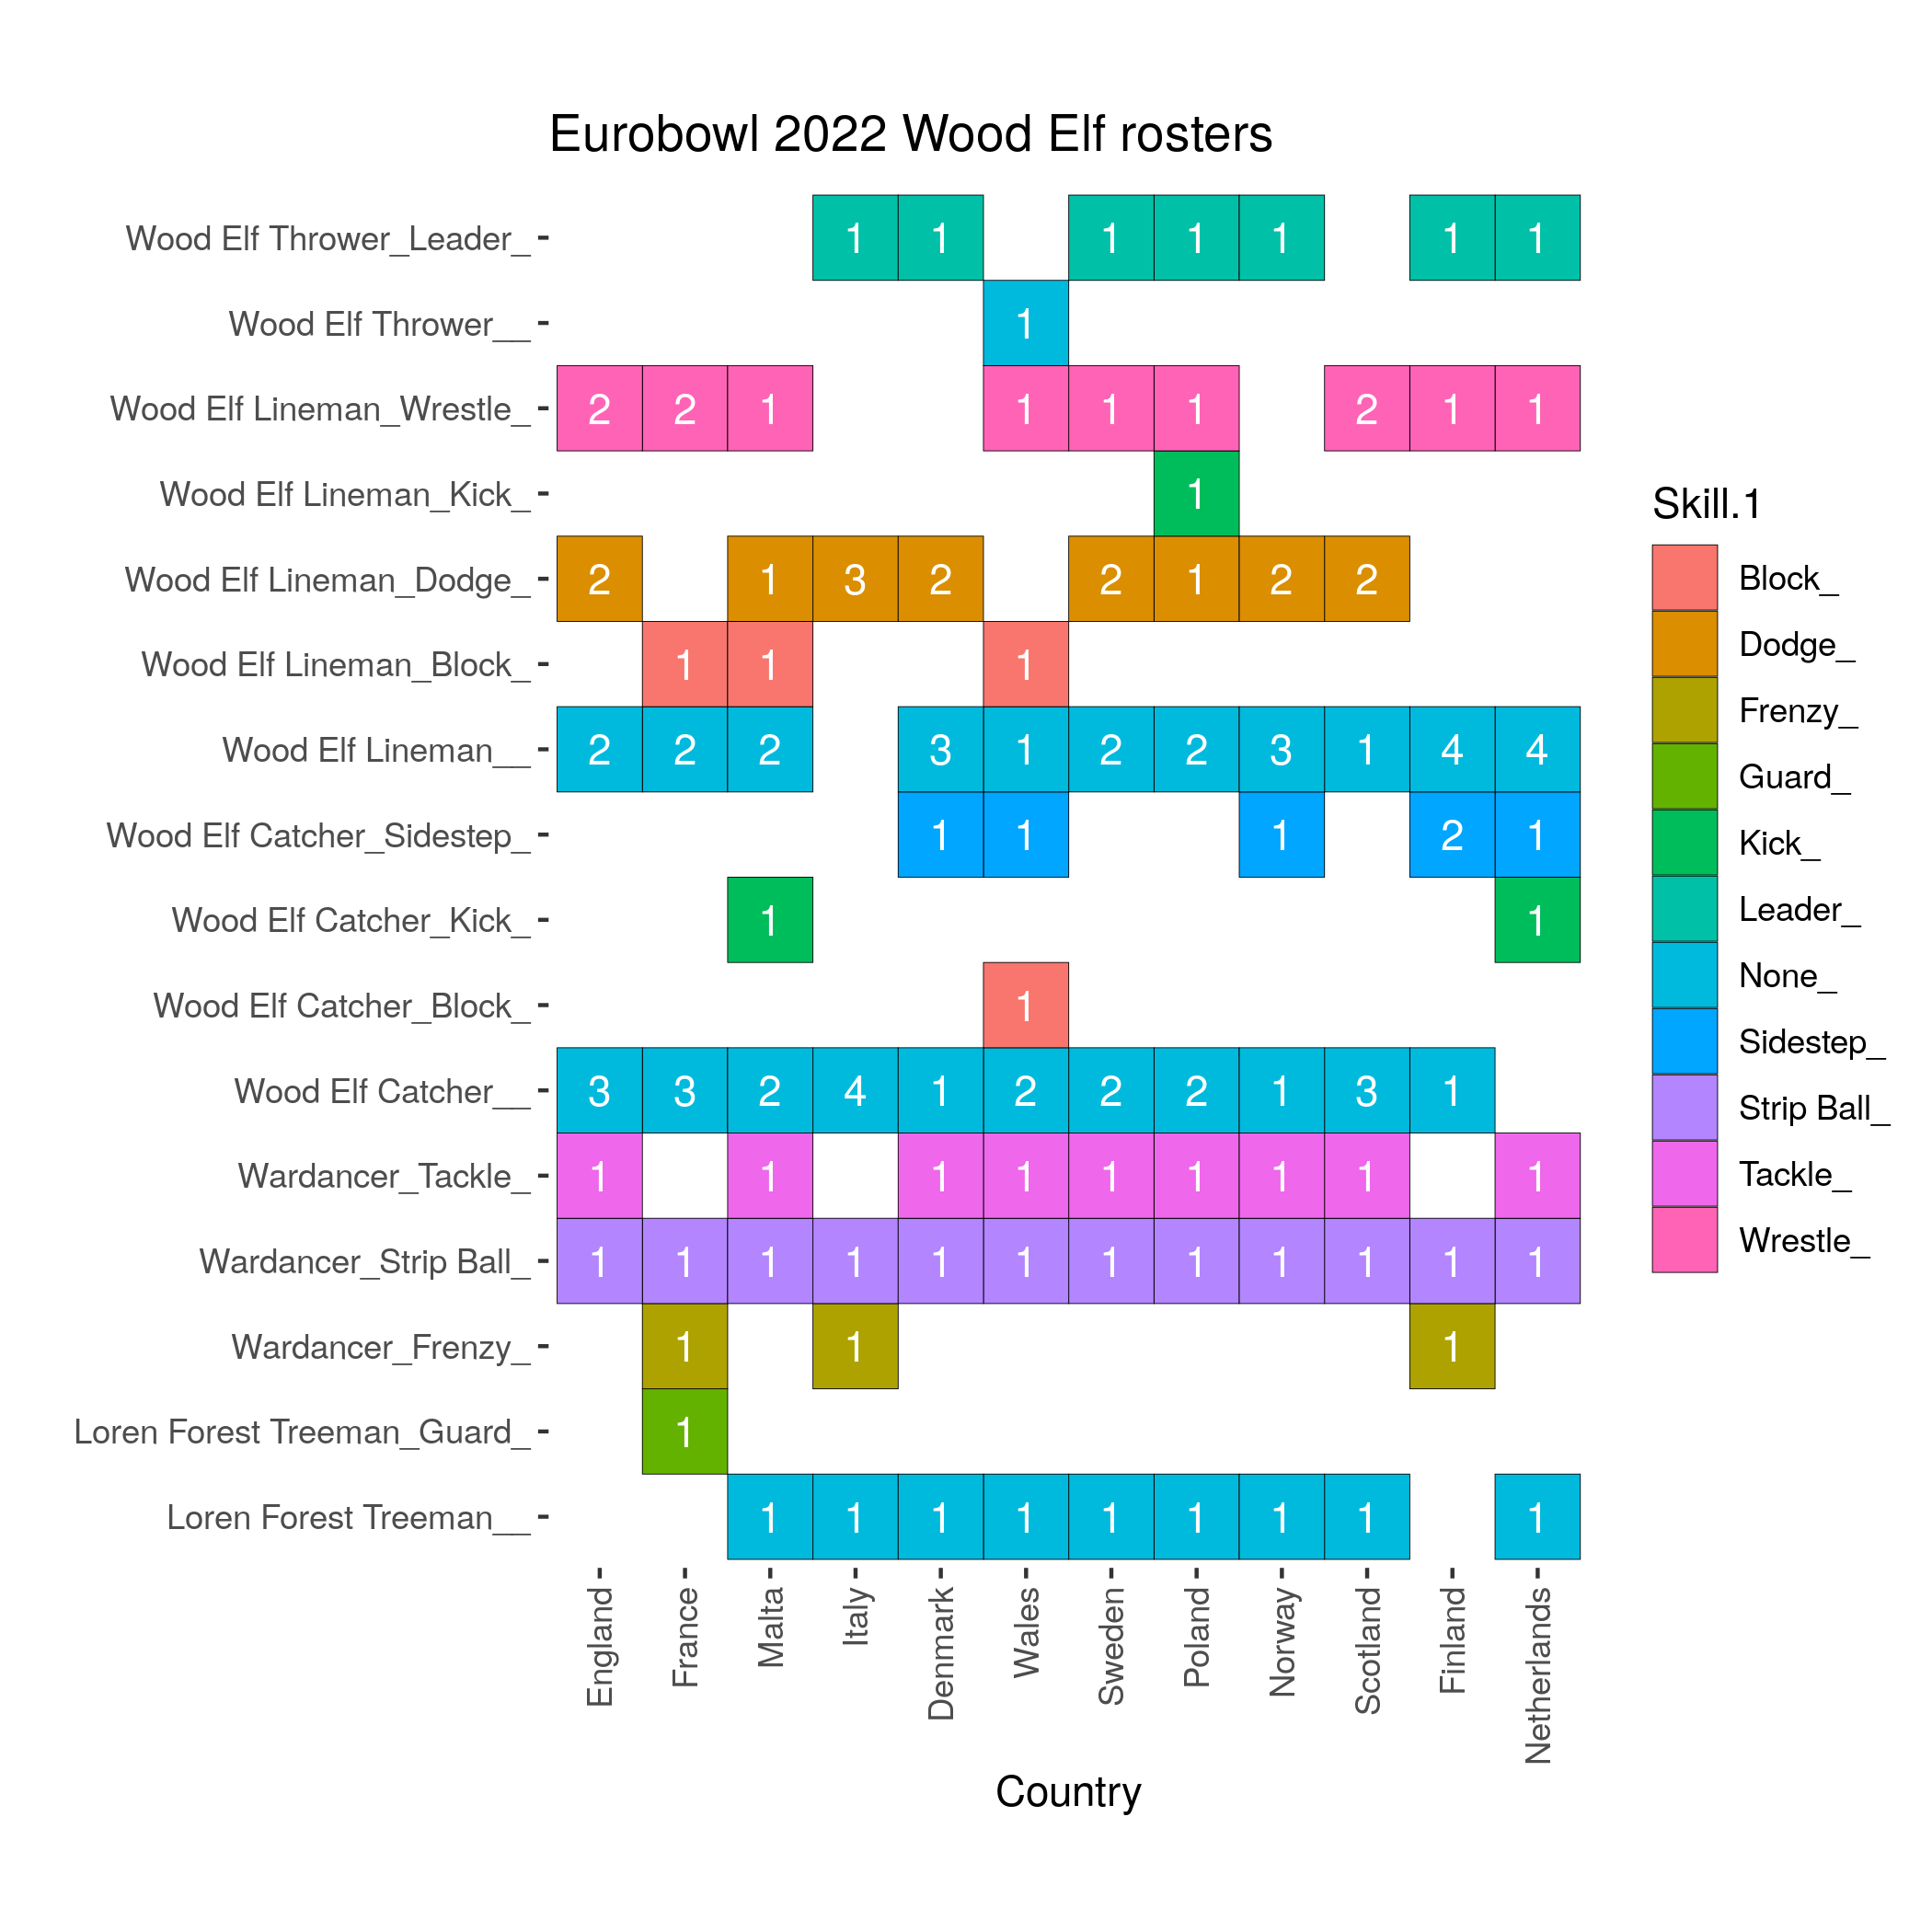 Eurobowl 2022 Wood Elf rosters
Wood Elf Thrower_Leader_ 1 1 1 1 1 1 1
Wood Elf Thrower__ 1
Wood Elf Lineman_Wrestle_ 2 2 1 1 1 1 2 1 1
Wood Elf Lineman_Kick_ 1
Wood Elf Lineman_Dodge_ 2 1 3 2 2 1 2 2
Wood Elf Lineman_Block_ 1 1 1
Wood Elf Lineman__ 2 2 2 3 1 2 2 3 1 4 4
Wood Elf Catcher_Sidestep_ 1 1 1 2 1
Wood Elf Catcher_Kick_ 1 1
Wood Elf Catcher_Block_ 1
Wood Elf Catcher__ 3 3 2 4 1 2 2 2 1 3 1
Wardancer_Tackle_ 1 1 1 1 1 1 1 1 1
Wardancer_Strip Ball_ 1 1 1 1 1 1 1 1 1 1 1 1
Wardancer_Frenzy_ 1 1 1
Loren Forest Treeman_Guard_ 1
Loren Forest Treeman__ 1 1 1 1 1 1 1 1 1
England
France
Malta
Italy
Denmark
Wales
Sweden
Poland
Norway
Scotland
Finland
Netherlands
Country
Skill.1
Block_
Dodge_
Frenzy_
Guard_
Kick_
Leader_
None_
Sidestep_
Strip Ball_
Tackle_
Wrestle_